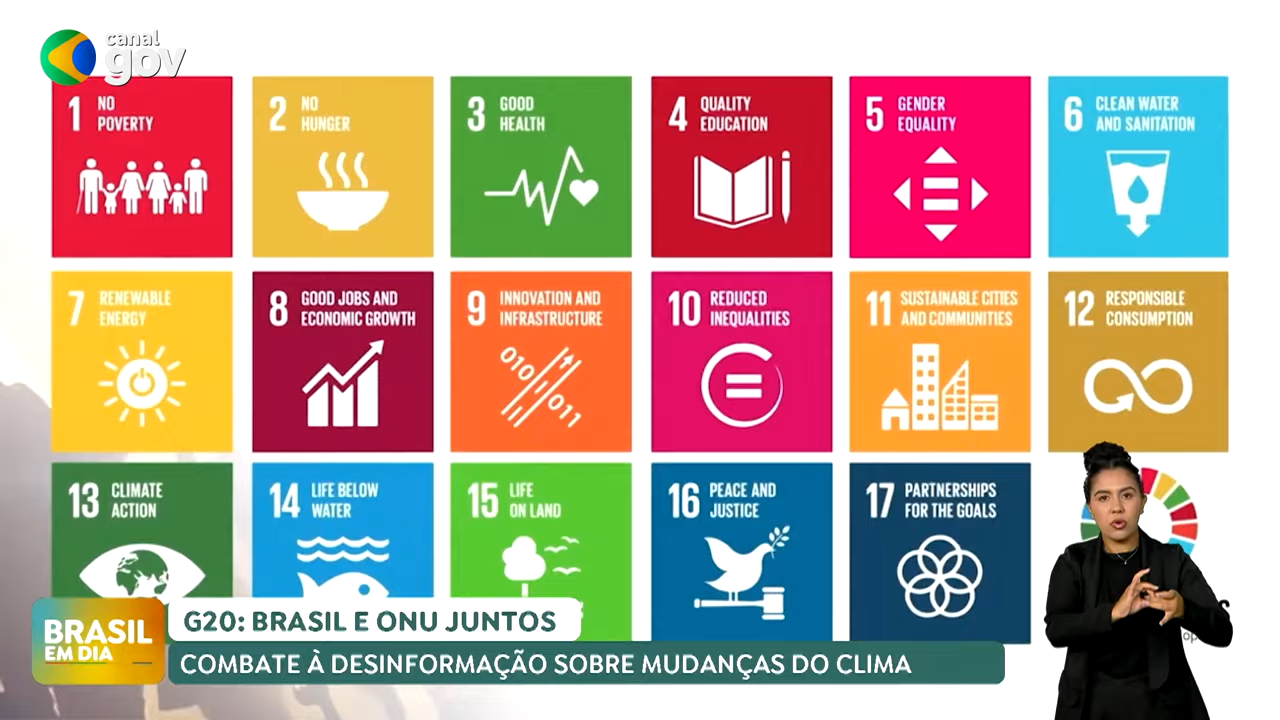 canal
gov
1 NO
POVERTY
2 NO
HUNGER
3 GOOD
HEALTH
4 QUALITY
EDUCATION
5 GENDER
EQUALITY
6 CLEAN WATER
AND SANITATION
7 RENEWABLE
ENERGY
8 GOOD JOBS AND
ECONOMIC GROWTH
9 INNOVATION AND
INFRASTRUCTURE
010
011
10 REDUCED
INEQUALITIES
11 SUSTAINABLE CITIES
AND COMMUNITIES
12 RESPONSIBLE
CONSUMPTION
13 CLIMATE
ACTION
14 LIFE BELOW
WATER
15 LIFE
ON LAND
16 PEACE AND
JUSTICE
17 PARTNERSHIPS
FOR THE GOALS
BRASIL
EM DIA
G20: BRASIL E ONU JUNTOS
COMBATE À DESINFORMAÇÃO SOBRE MUDANÇAS DO CLIMA